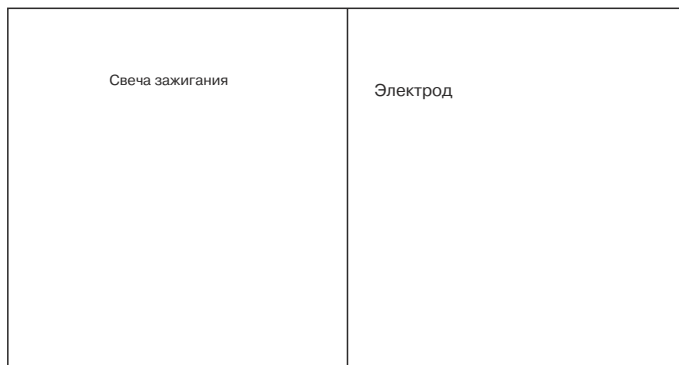 Свеча зажигания
Электрод